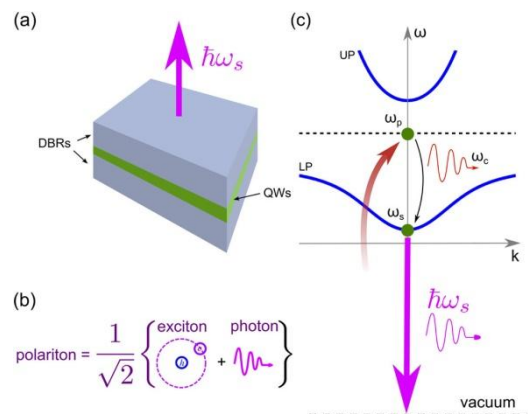 (a)
ħω_s
DBRs
QWs
(b)
polariton = 1/√2 { exciton + photon }
e
h
(c)
ω
UP
ω_p
ω_c
LP
ω_s
k
ħω_s
vacuum